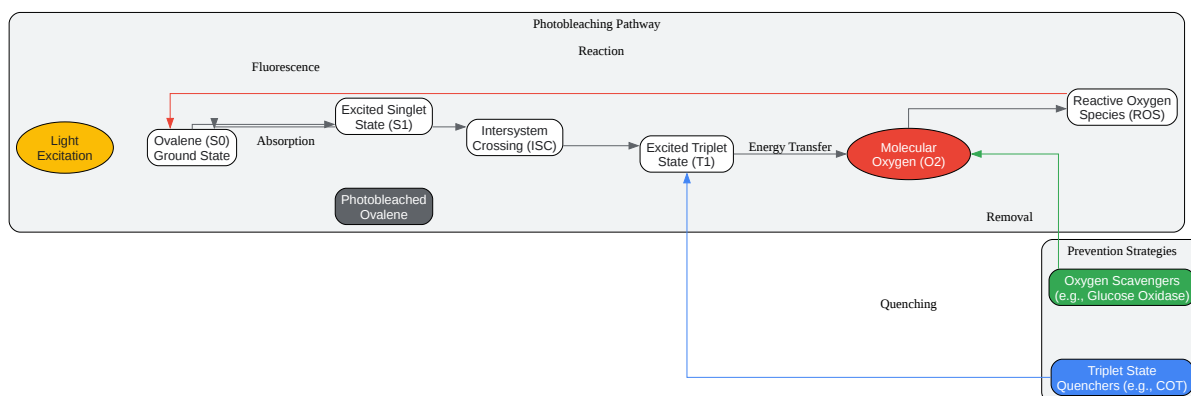 Photobleaching Pathway
Reaction
Fluorescence
Light
Excitation
Ovalene (S0)
Ground State
Absorption
Excited Singlet
State (S1)
Intersystem
Crossing (ISC)
Excited Triplet
State (T1)
Energy Transfer
Molecular
Oxygen (O2)
Reactive Oxygen
Species (ROS)
Photobleached
Ovalene
Removal
Prevention Strategies
Oxygen Scavengers
(e.g., Glucose Oxidase)
Quenching
Triplet State
Quenchers (e.g., COT)